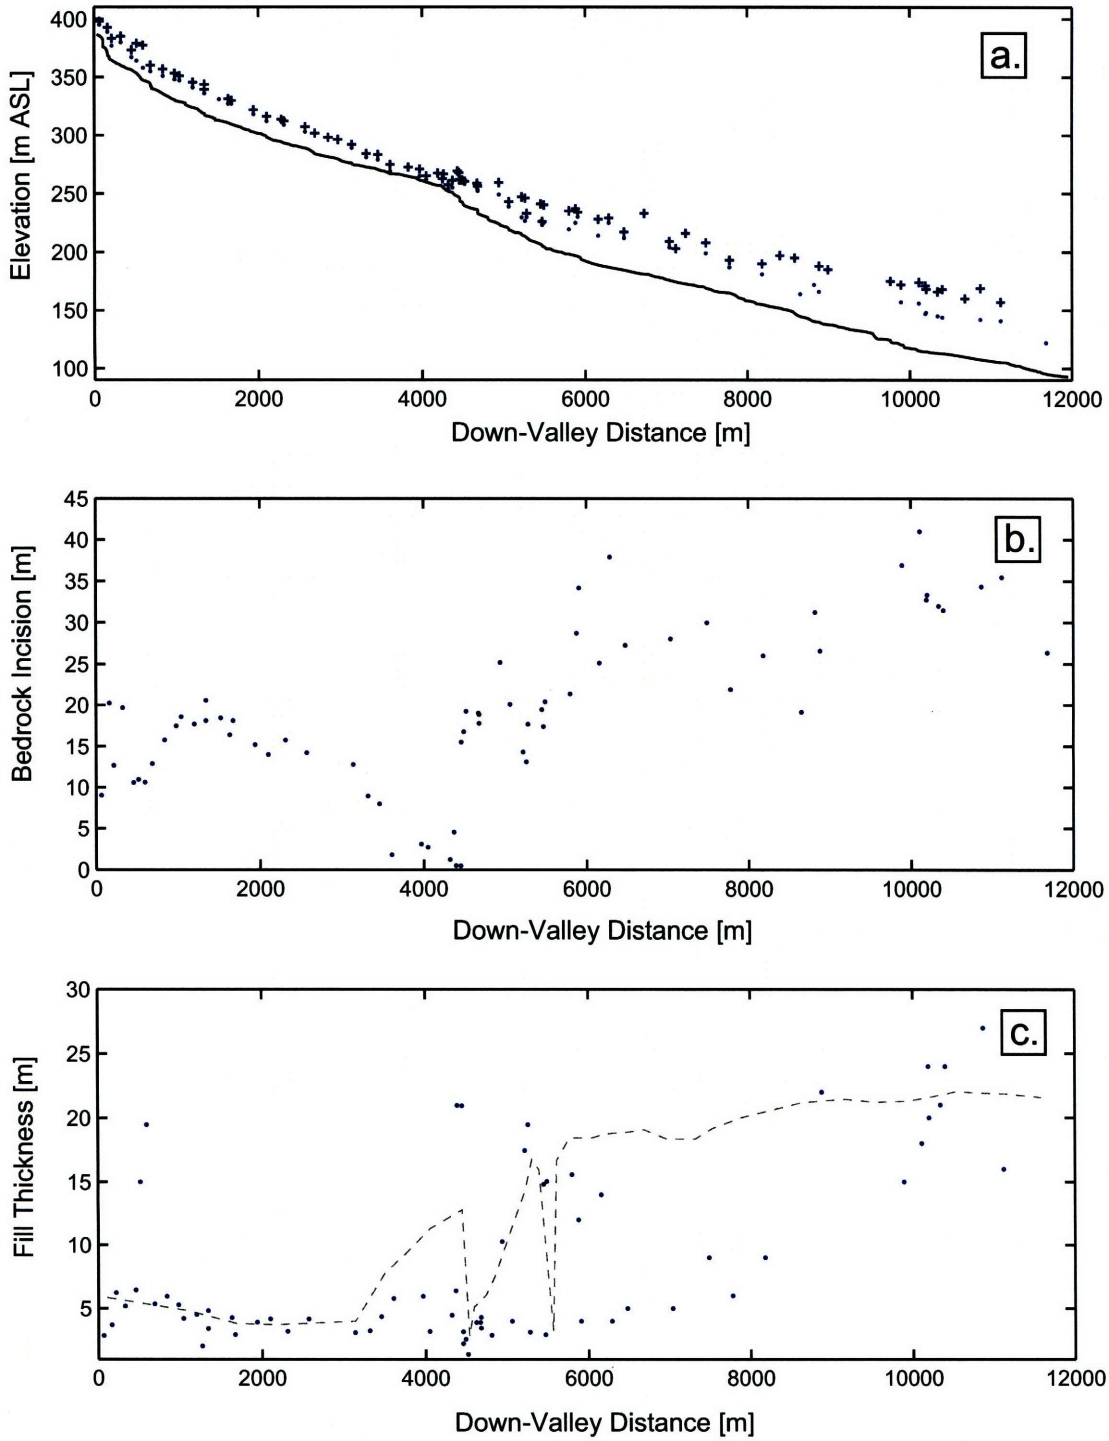 a.
400
350
300
250
200
150
100
Elevation [m ASL]
0 2000 4000 6000 8000 10000 12000
Down-Valley Distance [m]
b.
45
40
35
30
25
20
15
10
5
0
Bedrock Incision [m]
0 2000 4000 6000 8000 10000 12000
Down-Valley Distance [m]
c.
30
25
20
15
10
5
Fill Thickness [m]
0 2000 4000 6000 8000 10000 12000
Down-Valley Distance [m]